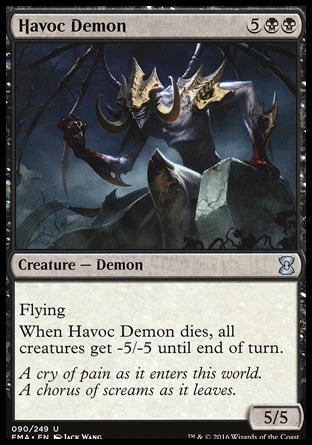 Havoc Demon 5
Creature — Demon
Flying
When Havoc Demon dies, all
creatures get -5/-5 until end of turn.
A cry of pain as it enters this world.
A chorus of screams as it leaves.
5/5
090/249 U
EMA • EN Jack Wang
™ & © 2016 Wizards of the Coast